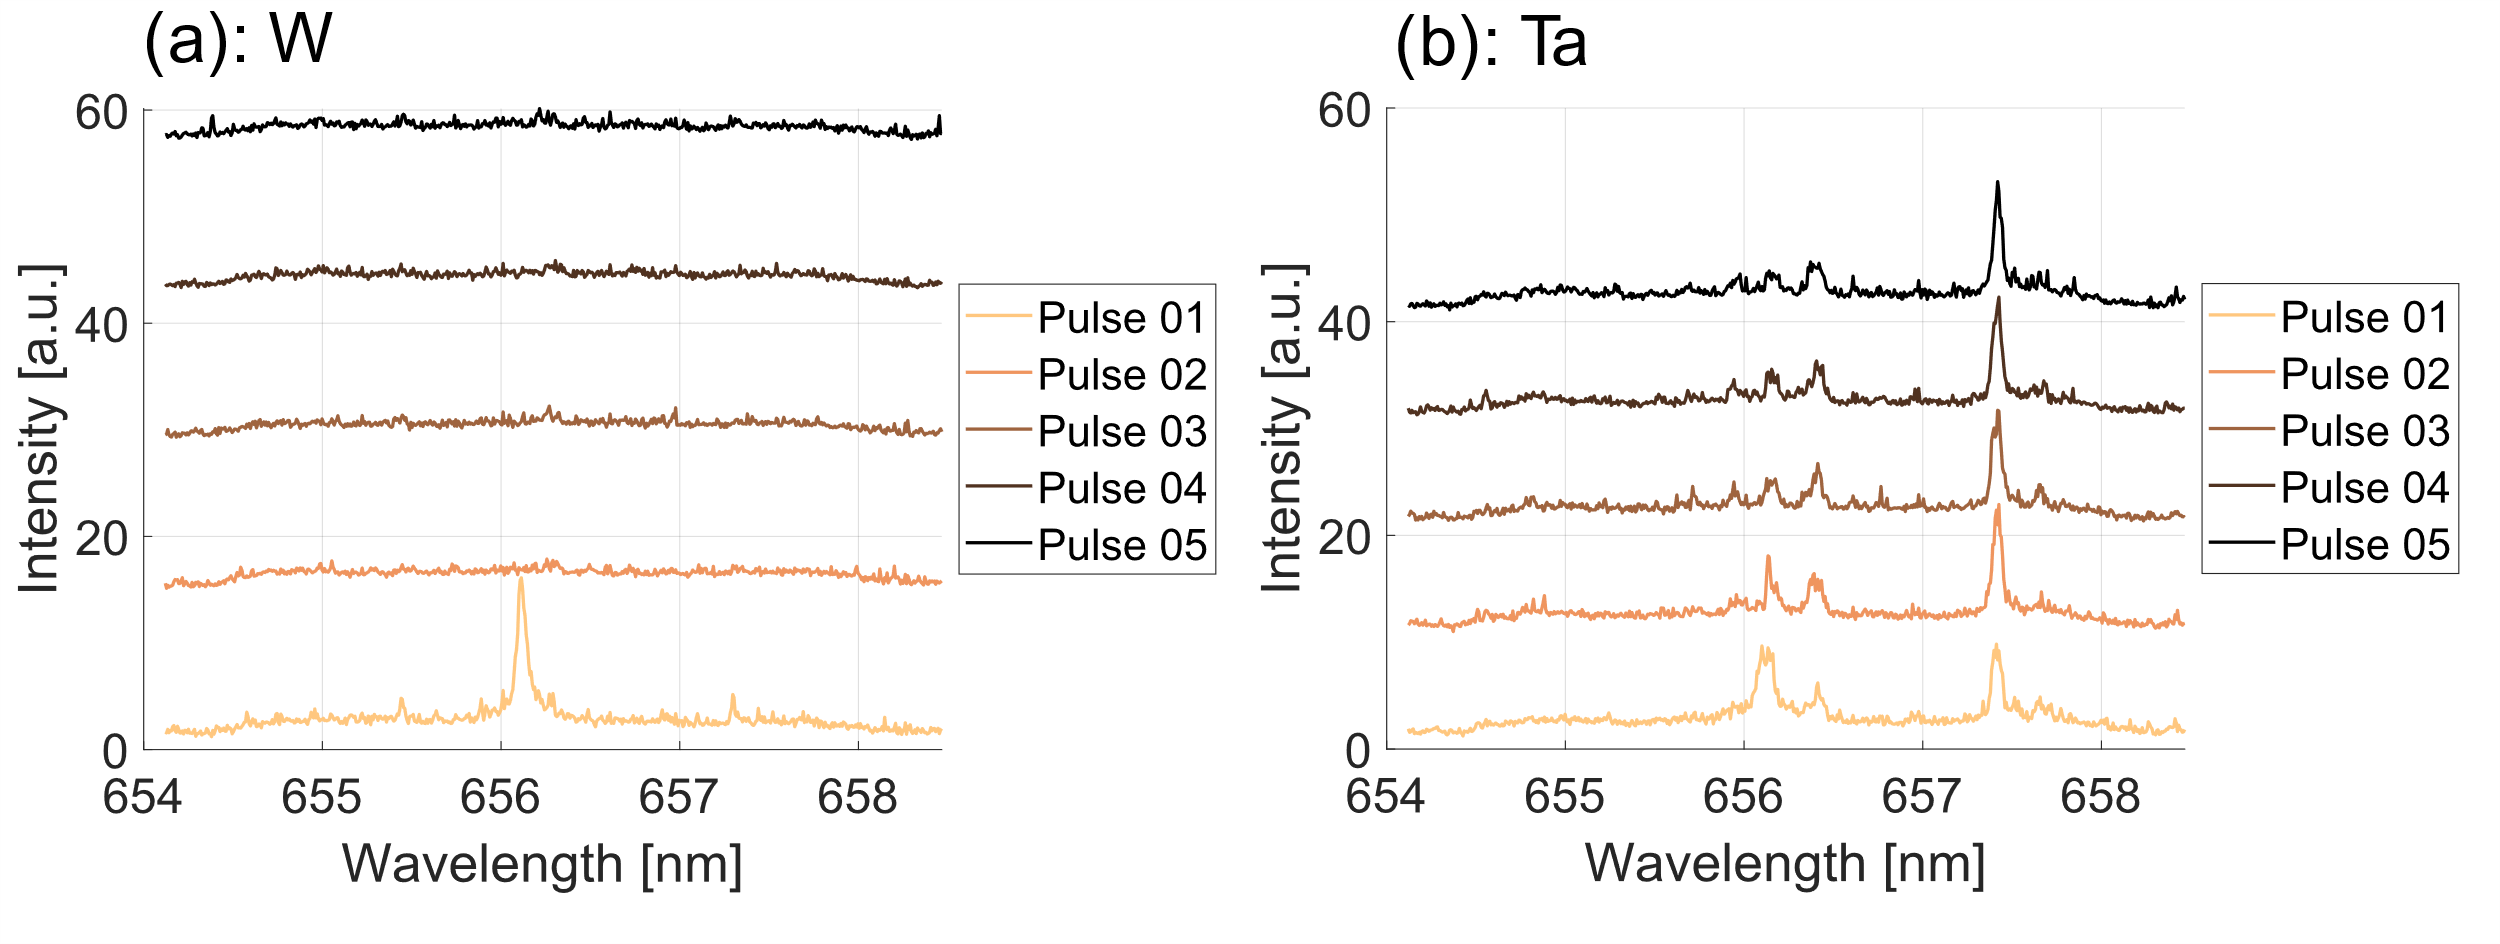 (a): W
60
40
20
0
654 655 656 657 658
Wavelength [nm]
Intensity [a.u.]
Pulse 01
Pulse 02
Pulse 03
Pulse 04
Pulse 05
(b): Ta
60
40
20
0
654 655 656 657 658
Wavelength [nm]
Intensity [a.u.]
Pulse 01
Pulse 02
Pulse 03
Pulse 04
Pulse 05